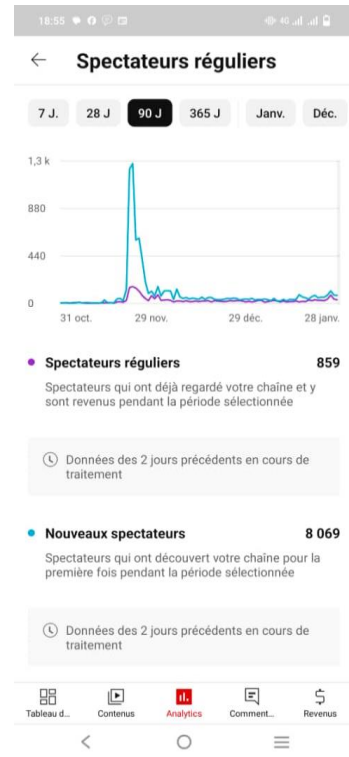 18:55
4G
Spectateurs réguliers
7 J. 28 J 90 J 365 J Janv. Déc.
1,3 k
880
440
0
31 oct. 29 nov. 29 déc. 28 janv.
Spectateurs réguliers 859
Spectateurs qui ont déjà regardé votre chaîne et y
sont revenus pendant la période sélectionnée
Données des 2 jours précédents en cours de
traitement
Nouveaux spectateurs 8 069
Spectateurs qui ont découvert votre chaîne pour la
première fois pendant la période sélectionnée
Données des 2 jours précédents en cours de
traitement
Tableau d... Contenus Analytics Comment... Revenus